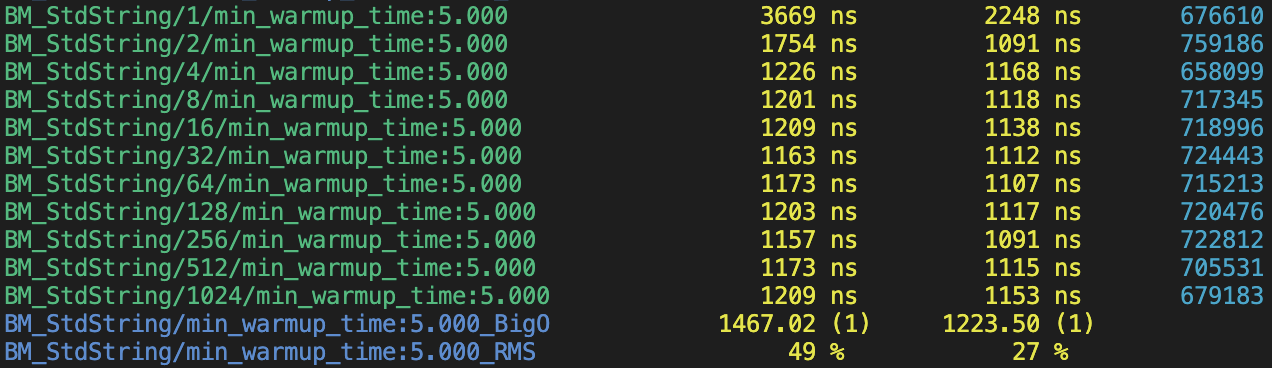 BM_StdString/1/min_warmup_time:5.000 3669 ns 2248 ns 676610
BM_StdString/2/min_warmup_time:5.000 1754 ns 1091 ns 759186
BM_StdString/4/min_warmup_time:5.000 1226 ns 1168 ns 658099
BM_StdString/8/min_warmup_time:5.000 1201 ns 1118 ns 717345
BM_StdString/16/min_warmup_time:5.000 1209 ns 1138 ns 718996
BM_StdString/32/min_warmup_time:5.000 1163 ns 1112 ns 724443
BM_StdString/64/min_warmup_time:5.000 1173 ns 1107 ns 715213
BM_StdString/128/min_warmup_time:5.000 1203 ns 1117 ns 720476
BM_StdString/256/min_warmup_time:5.000 1157 ns 1091 ns 722812
BM_StdString/512/min_warmup_time:5.000 1173 ns 1115 ns 705531
BM_StdString/1024/min_warmup_time:5.000 1209 ns 1153 ns 679183
BM_StdString/min_warmup_time:5.000_BigO 1467.02 (1) 1223.50 (1)
BM_StdString/min_warmup_time:5.000_RMS 49 % 27 %